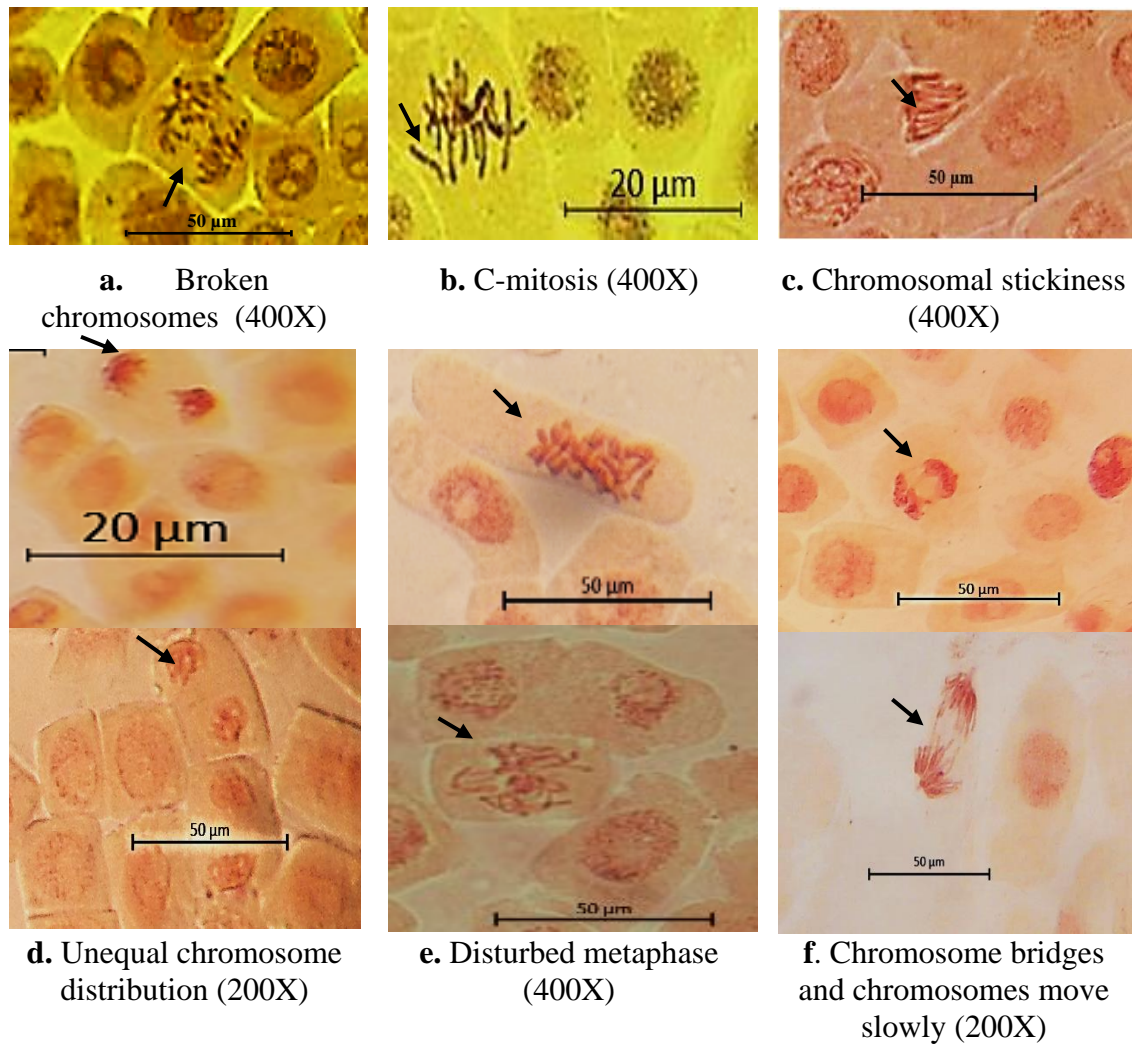 50 µm
20 µm
50 µm
a. Broken
chromosomes (400X)
b. C-mitosis (400X)
c. Chromosomal stickiness
(400X)
20 µm
50 µm
50 µm
50 µm
50 µm
50 µm
d. Unequal chromosome
distribution (200X)
e. Disturbed metaphase
(400X)
f. Chromosome bridges
and chromosomes move
slowly (200X)